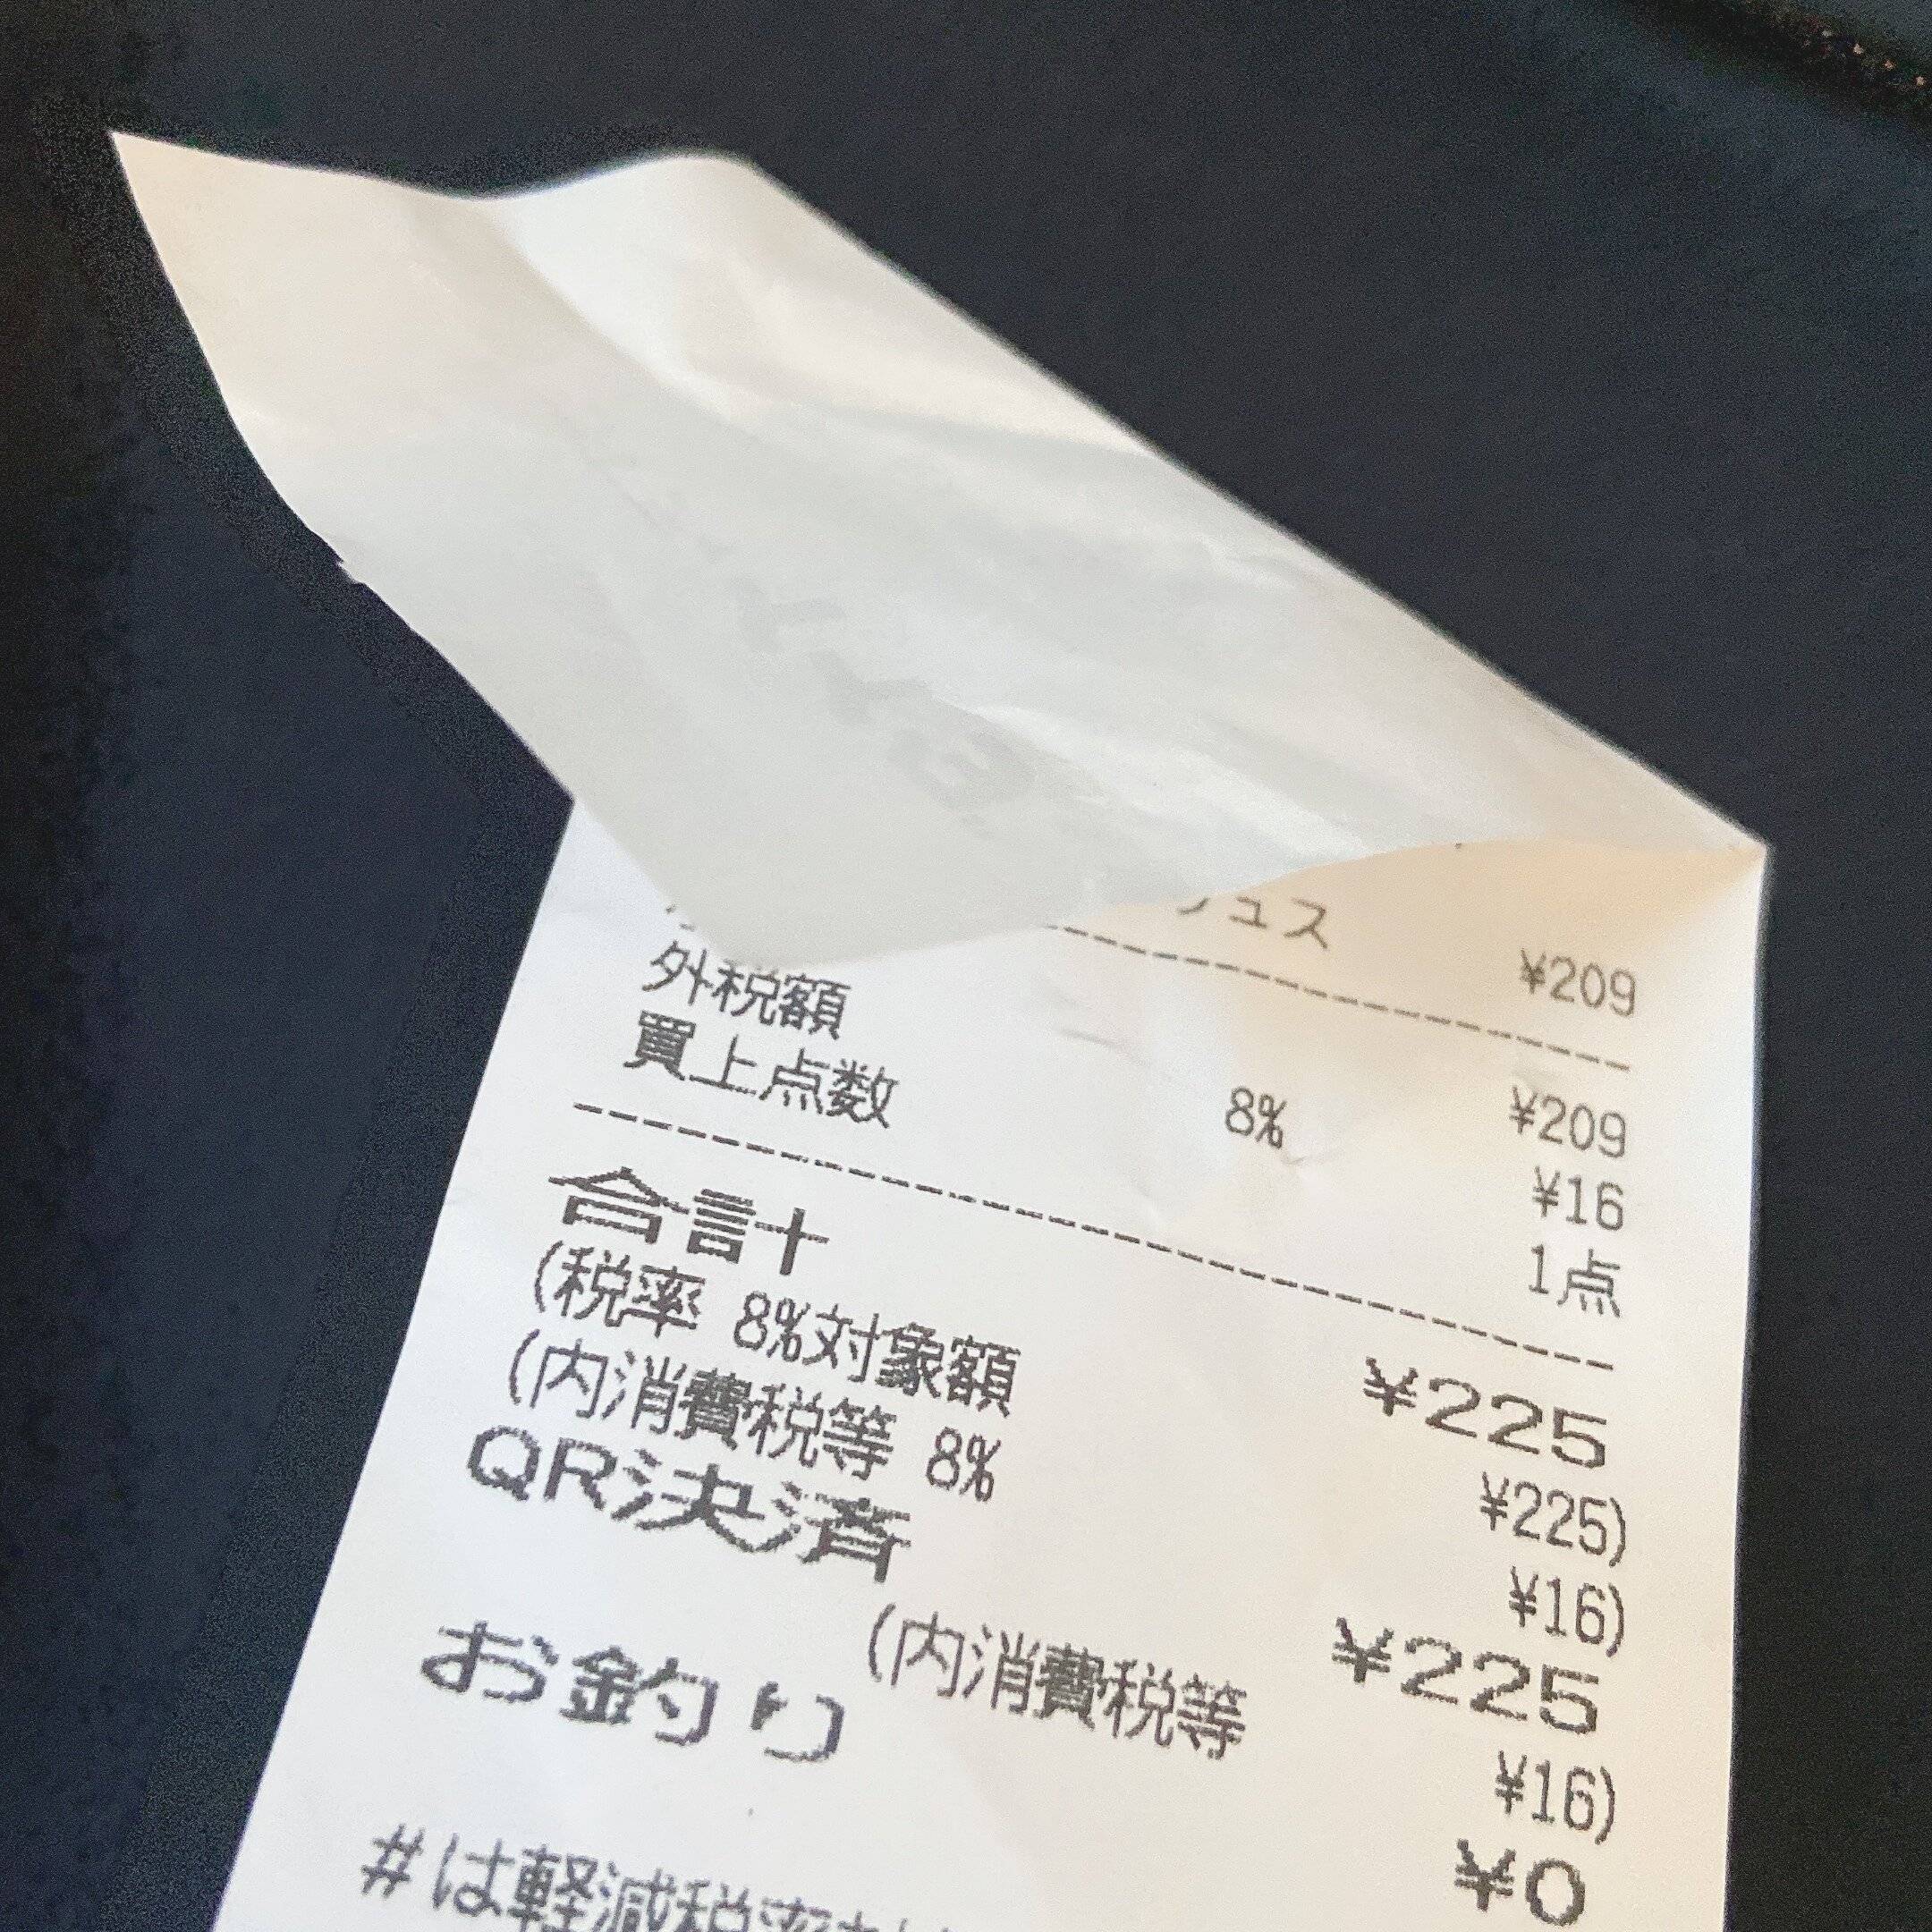 ュス
¥209
¥209
外税額 8% ¥16
買上点数 1点
合計 ¥225
(税率 8%対象額 ¥225)
(内消費税等 8% ¥16)
QR決済 ¥225
(内消費税等 ¥16)
お釣り ¥0
#は軽減税率